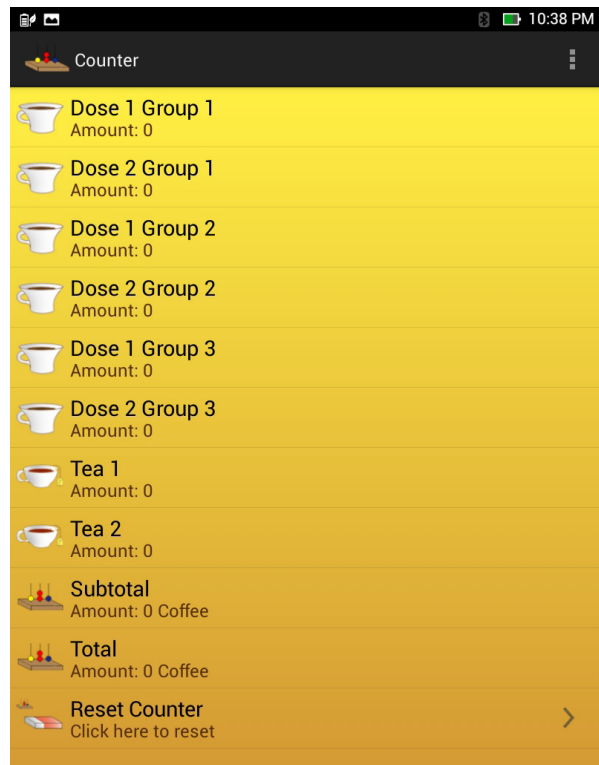 10:38 PM
Counter
Dose 1 Group 1
Amount: 0
Dose 2 Group 1
Amount: 0
Dose 1 Group 2
Amount: 0
Dose 2 Group 2
Amount: 0
Dose 1 Group 3
Amount: 0
Dose 2 Group 3
Amount: 0
Tea 1
Amount: 0
Tea 2
Amount: 0
Subtotal
Amount: 0 Coffee
Total
Amount: 0 Coffee
Reset Counter
Click here to reset